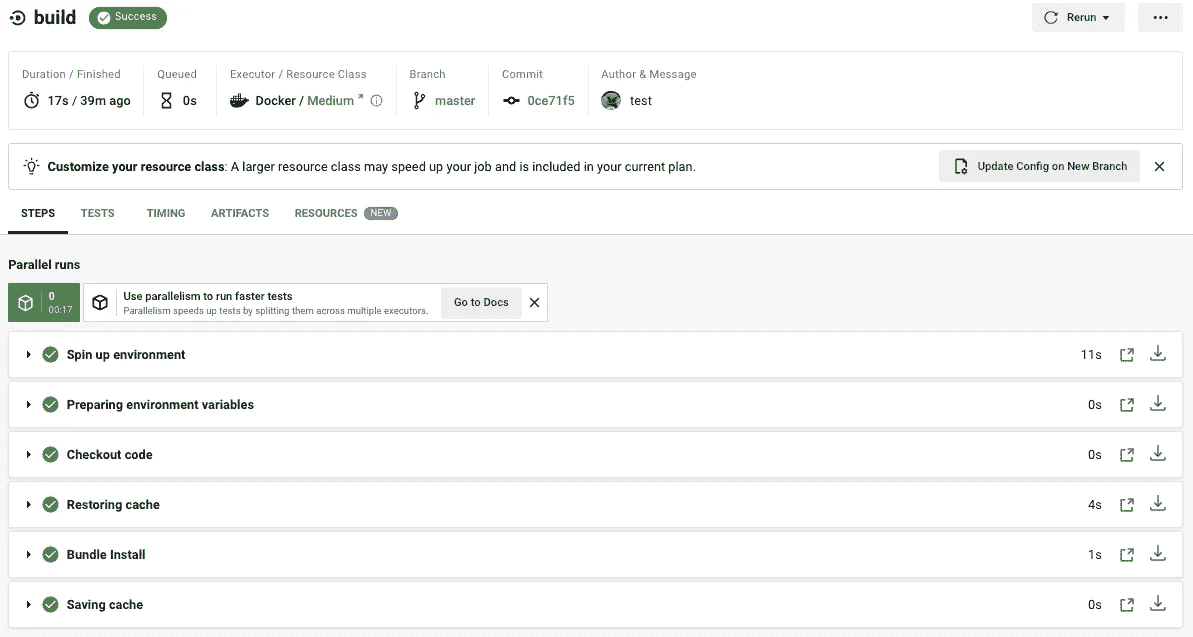 build Success Rerun
Duration / Finished Queued Executor / Resource Class Branch Commit Author & Message
17s / 39m ago 0s Docker / Medium master 0ce71f5 test
Customize your resource class: A larger resource class may speed up your job and is included in your current plan. Update Config on New Branch
STEPS TESTS TIMING ARTIFACTS RESOURCES NEW
Parallel runs
0 Use parallelism to run faster tests Go to Docs
00:17 Parallelism speeds up tests by splitting them across multiple executors.
Spin up environment 11s
Preparing environment variables 0s
Checkout code 0s
Restoring cache 4s
Bundle Install 1s
Saving cache 0s